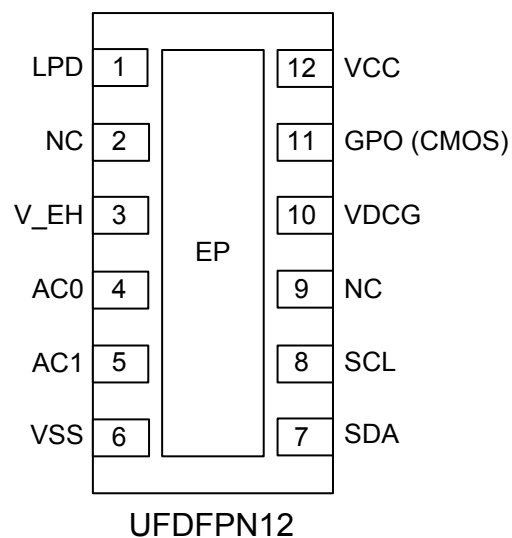 LPD 1 12 VCC
NC 2 11 GPO (CMOS)
V_EH 3 10 VDCG
EP
AC0 4 9 NC
AC1 5 8 SCL
VSS 6 7 SDA
UFDFPN12